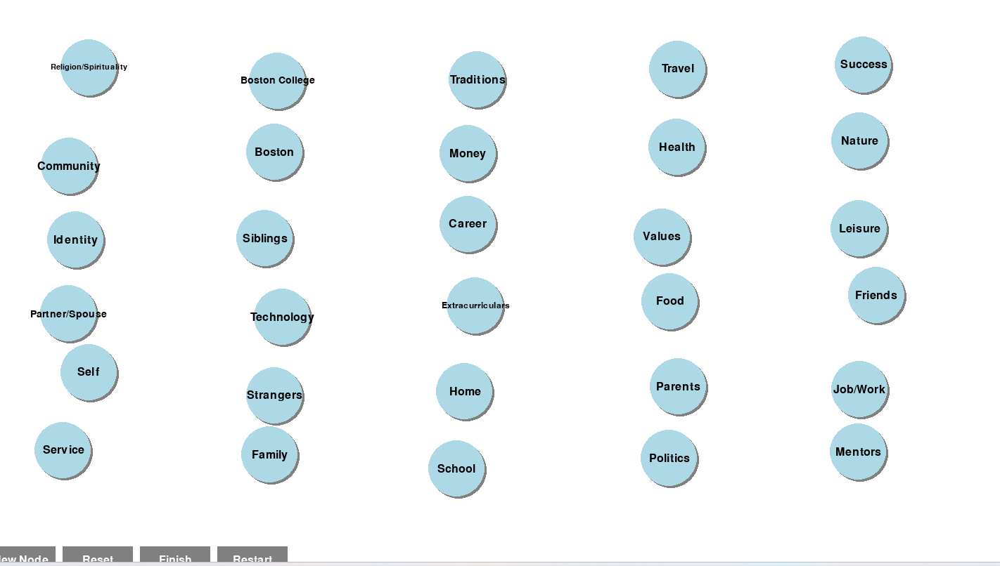 Religion/Spirituality
Community
Identity
Partner/Spouse
Self
Service
Boston College
Boston
Siblings
Technology
Strangers
Family
Traditions
Money
Career
Extracurriculars
Home
School
Travel
Health
Values
Food
Parents
Politics
Success
Nature
Leisure
Friends
Job/Work
Mentors
ew Node
Reset
Finish
Restart